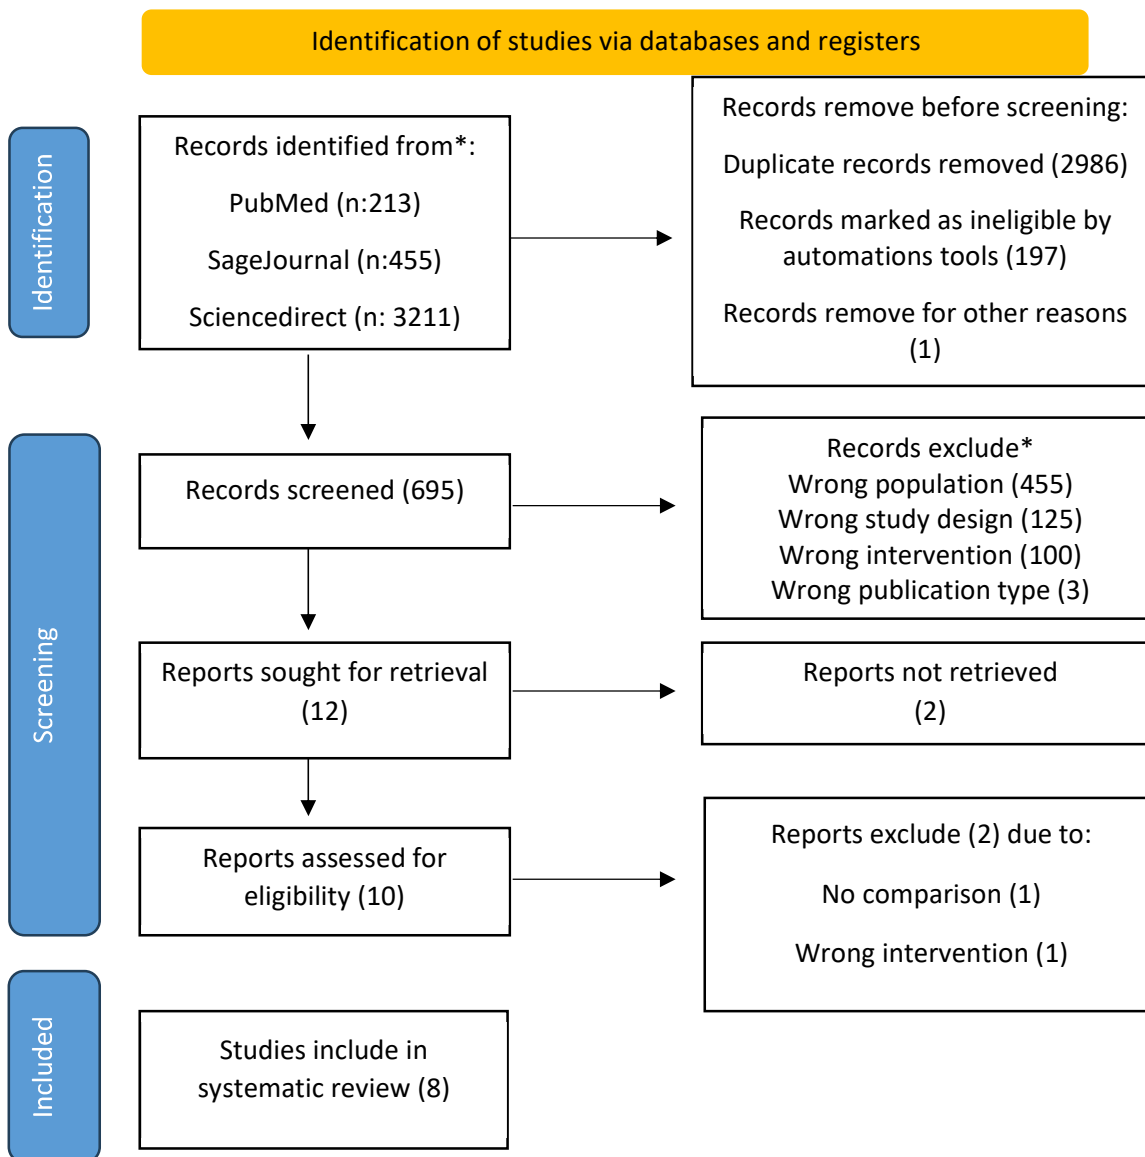 Identification of studies via databases and registers
Identification
Records identified from*:
PubMed (n:213)
SageJournal (n:455)
Sciencedirect (n: 3211)
Records remove before screening:
Duplicate records removed (2986)
Records marked as ineligible by
automations tools (197)
Records remove for other reasons
(1)
Screening
Records screened (695)
Records exclude*
Wrong population (455)
Wrong study design (125)
Wrong intervention (100)
Wrong publication type (3)
Reports sought for retrieval
(12)
Reports not retrieved
(2)
Reports assessed for
eligibility (10)
Reports exclude (2) due to:
No comparison (1)
Wrong intervention (1)
Included
Studies include in
systematic review (8)